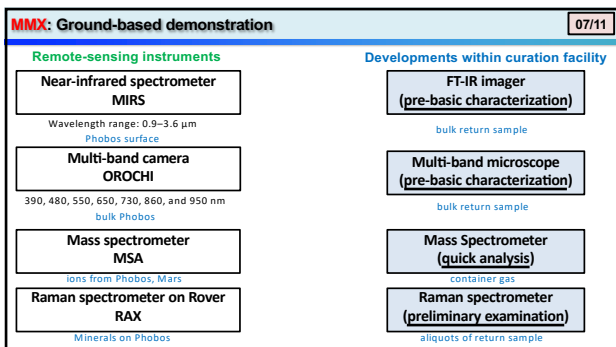 MMX: Ground-based demonstration
07/11
Remote-sensing instruments
Near-infrared spectrometer
MIRS
Wavelength range: 0.9–3.6 µm
Phobos surface
Multi-band camera
OROCHI
390, 480, 550, 650, 730, 860, and 950 nm
bulk Phobos
Mass spectrometer
MSA
ions from Phobos, Mars
Raman spectrometer on Rover
RAX
Minerals on Phobos
Developments within curation facility
FT-IR imager
(pre-basic characterization)
bulk return sample
Multi-band microscope
(pre-basic characterization)
bulk return sample
Mass Spectrometer
(quick analysis)
container gas
Raman spectrometer
(preliminary examination)
aliquots of return sample